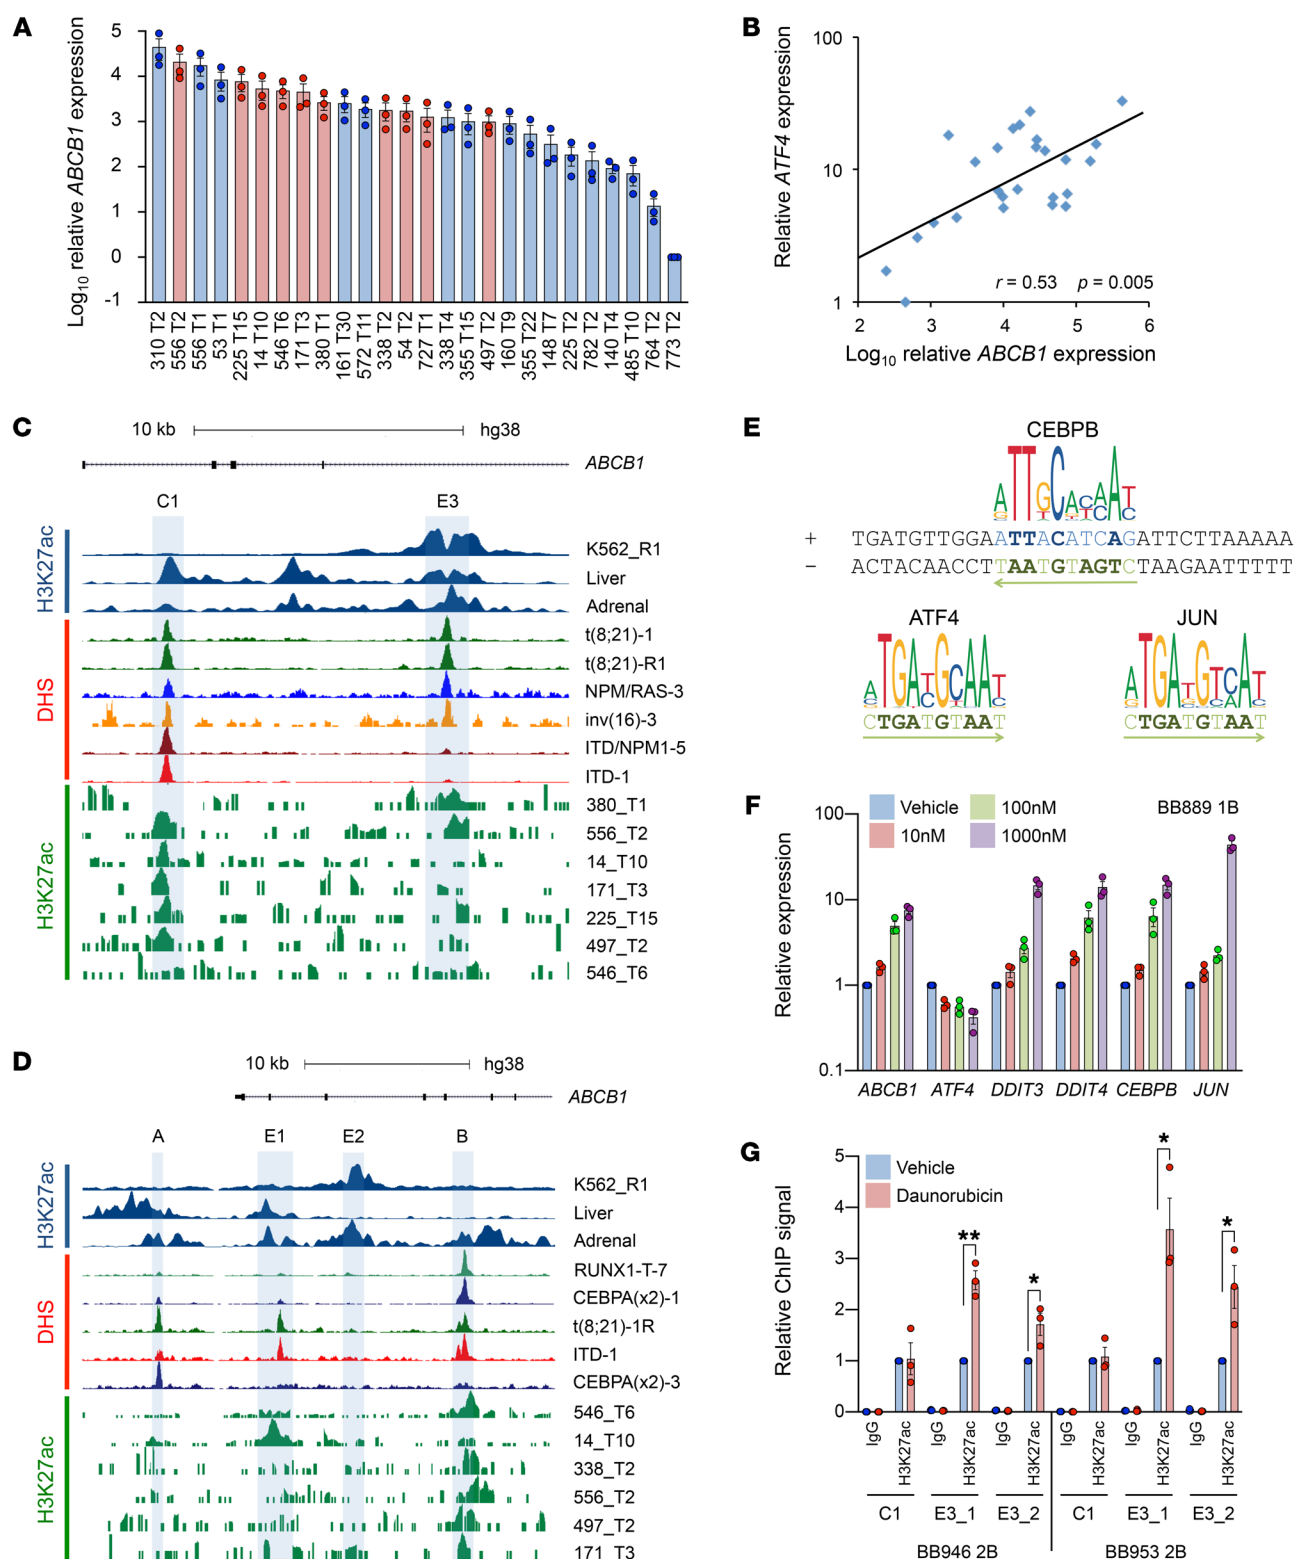 A
Log10 relative ABCB1 expression
5
4
3
2
1
0
-1
310 T2
556 T2
556 T1
53 T1
225 T15
14 T10
546 T6
171 T3
380 T1
161 T30
572 T11
338 T2
54 T2
727 T1
338 T4
355 T15
497 T2
160 T9
355 T22
148 T7
225 T2
782 T2
140 T4
485 T10
764 T2
773 T2
B
Relative ATF4 expression
100
10
1
r = 0.53 p = 0.005
2 3 4 5 6
Log10 relative ABCB1 expression
C
10 kb hg38
ABCB1
C1 E3
H3K27ac
K562_R1
Liver
Adrenal
DHS
t(8;21)-1
t(8;21)-R1
NPM/RAS-3
inv(16)-3
ITD/NPM1-5
ITD-1
H3K27ac
380_T1
556_T2
14_T10
171_T3
225_T15
497_T2
546_T6
D
10 kb hg38
ABCB1
A E1 E2 B
H3K27ac
K562_R1
Liver
Adrenal
DHS
RUNX1-T-7
CEBPA(x2)-1
t(8;21)-1R
ITD-1
CEBPA(x2)-3
H3K27ac
546_T6
14_T10
338_T2
556_T2
497_T2
171_T3
E
CEBPB
+ TGATGTTGGAATTACATCAGATTCTTAAAAA
− ACTACAACCTTAATGTAGTCTAAGAATTTTT
ATF4 JUN
CTGATGTAAT CTGATGTAAT
F
Vehicle 100nM BB889 1B
10nM 1000nM
Relative expression
100
10
1
0.1
ABCB1 ATF4 DDIT3 DDIT4 CEBPB JUN
G
Vehicle
Daunorubicin
Relative ChIP signal
5
4
3
2
1
0
** * * *
IgG H3K27ac IgG H3K27ac IgG H3K27ac IgG H3K27ac IgG H3K27ac IgG H3K27ac
C1 E3_1 E3_2 C1 E3_1 E3_2
BB946 2B BB953 2B